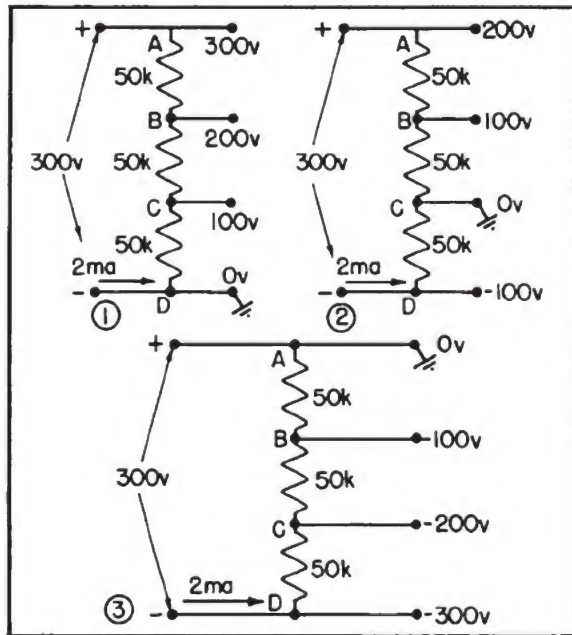 + A 300v
50k
B
200v
300v 50k
C
100v
50k
2ma 0v
- D
①
+ A 200v
50k
B 100v
300v 50k
C 0v
50k
2ma
- D -100v
②
+ A 0v
50k
B -100v
300v 50k
C -200v
50k
2ma D
③ - -300v